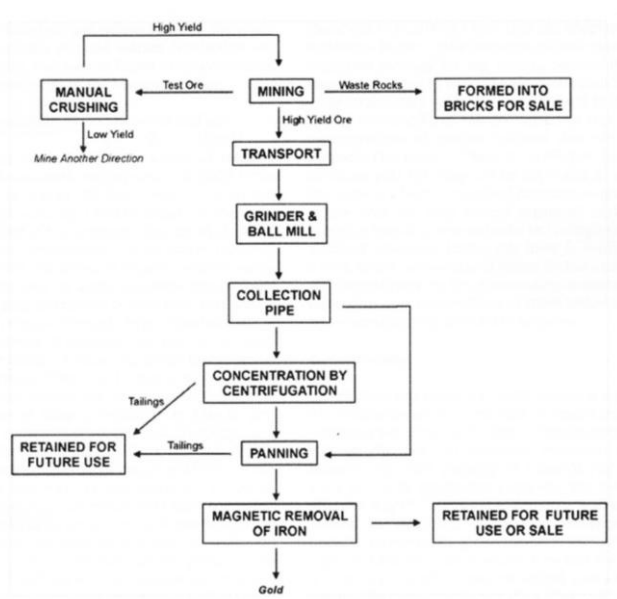 High Yield
MANUAL
CRUSHING
Test Ore
MINING
Waste Rocks
FORMED INTO
BRICKS FOR SALE
Low Yield
Mine Another Direction
High Yield Ore
TRANSPORT
GRINDER &
BALL MILL
COLLECTION
PIPE
CONCENTRATION BY
CENTRIFUGATION
Tailings
RETAINED FOR
FUTURE USE
Tailings
PANNING
MAGNETIC REMOVAL
OF IRON
RETAINED FOR FUTURE
USE OR SALE
Gold